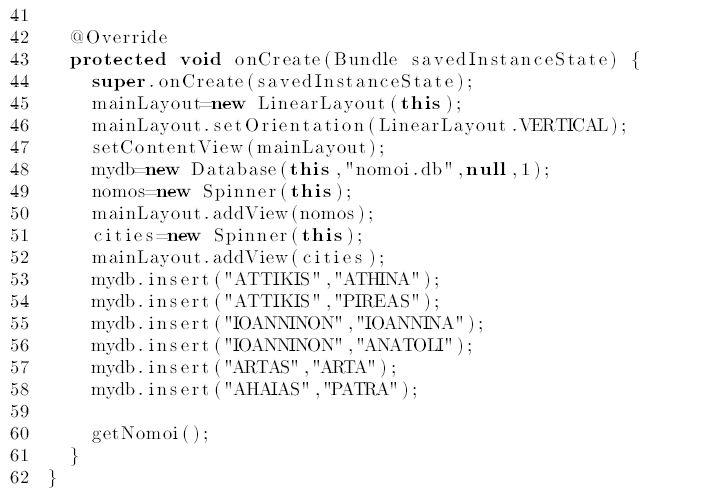 41
42 @Override
43 protected void onCreate(Bundle savedInstanceState) {
44 super.onCreate(savedInstanceState);
45 mainLayout=new LinearLayout(this);
46 mainLayout.setOrientation(LinearLayout.VERTICAL);
47 setContentView(mainLayout);
48 mydb=new Database(this,"nomoi.db",null,1);
49 nomos=new Spinner(this);
50 mainLayout.addView(nomos);
51 cities=new Spinner(this);
52 mainLayout.addView(cities);
53 mydb.insert("ATTIKIS","ATHINA");
54 mydb.insert("ATTIKIS","PIREAS");
55 mydb.insert("IOANNINON","IOANNINA");
56 mydb.insert("IOANNINON","ANATOLI");
57 mydb.insert("ARTAS","ARTA");
58 mydb.insert("AHAIAS","PATRA");
59
60 getNomoi();
61 }
62 }